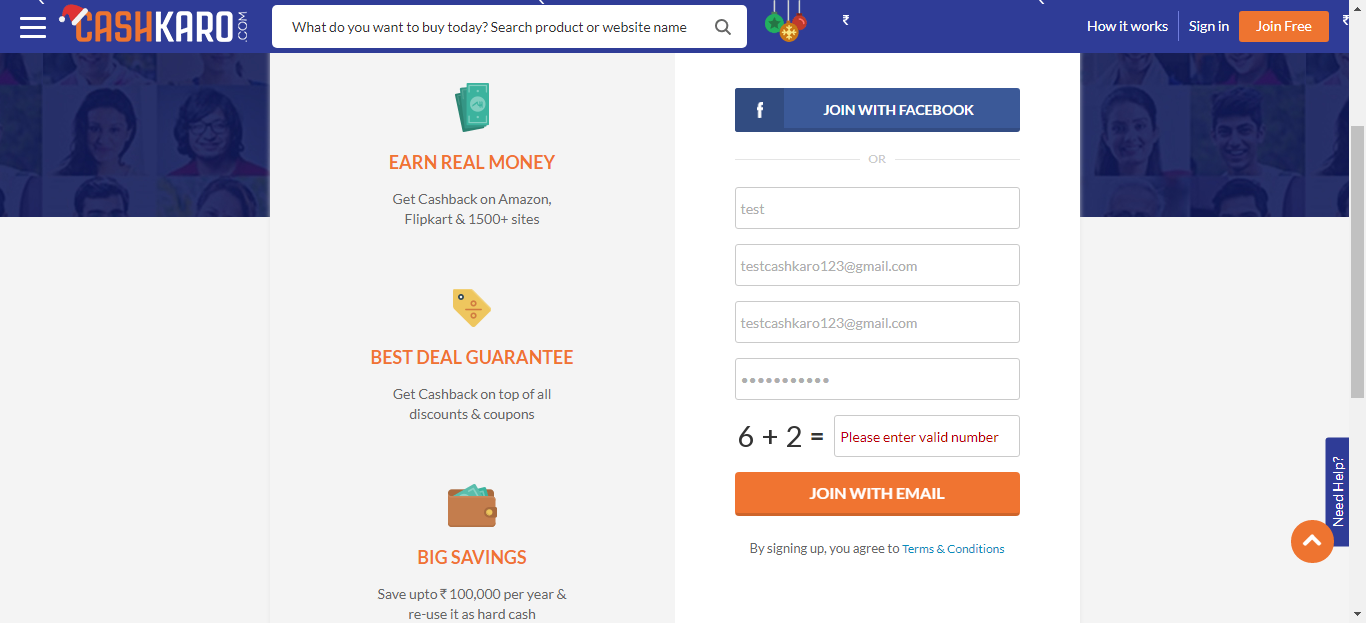 CASHKARO
.COM
What do you want to buy today? Search product or website name
₹
How it works
Sign in
Join Free
₹
EARN REAL MONEY
Get Cashback on Amazon,
Flipkart & 1500+ sites
BEST DEAL GUARANTEE
Get Cashback on top of all
discounts & coupons
BIG SAVINGS
Save upto ₹ 100,000 per year &
re-use it as hard cash
f JOIN WITH FACEBOOK
OR
test
testcashkaro123@gmail.com
testcashkaro123@gmail.com
•••••••••••
6 + 2 = Please enter valid number
JOIN WITH EMAIL
By signing up, you agree to Terms & Conditions
Need Help?